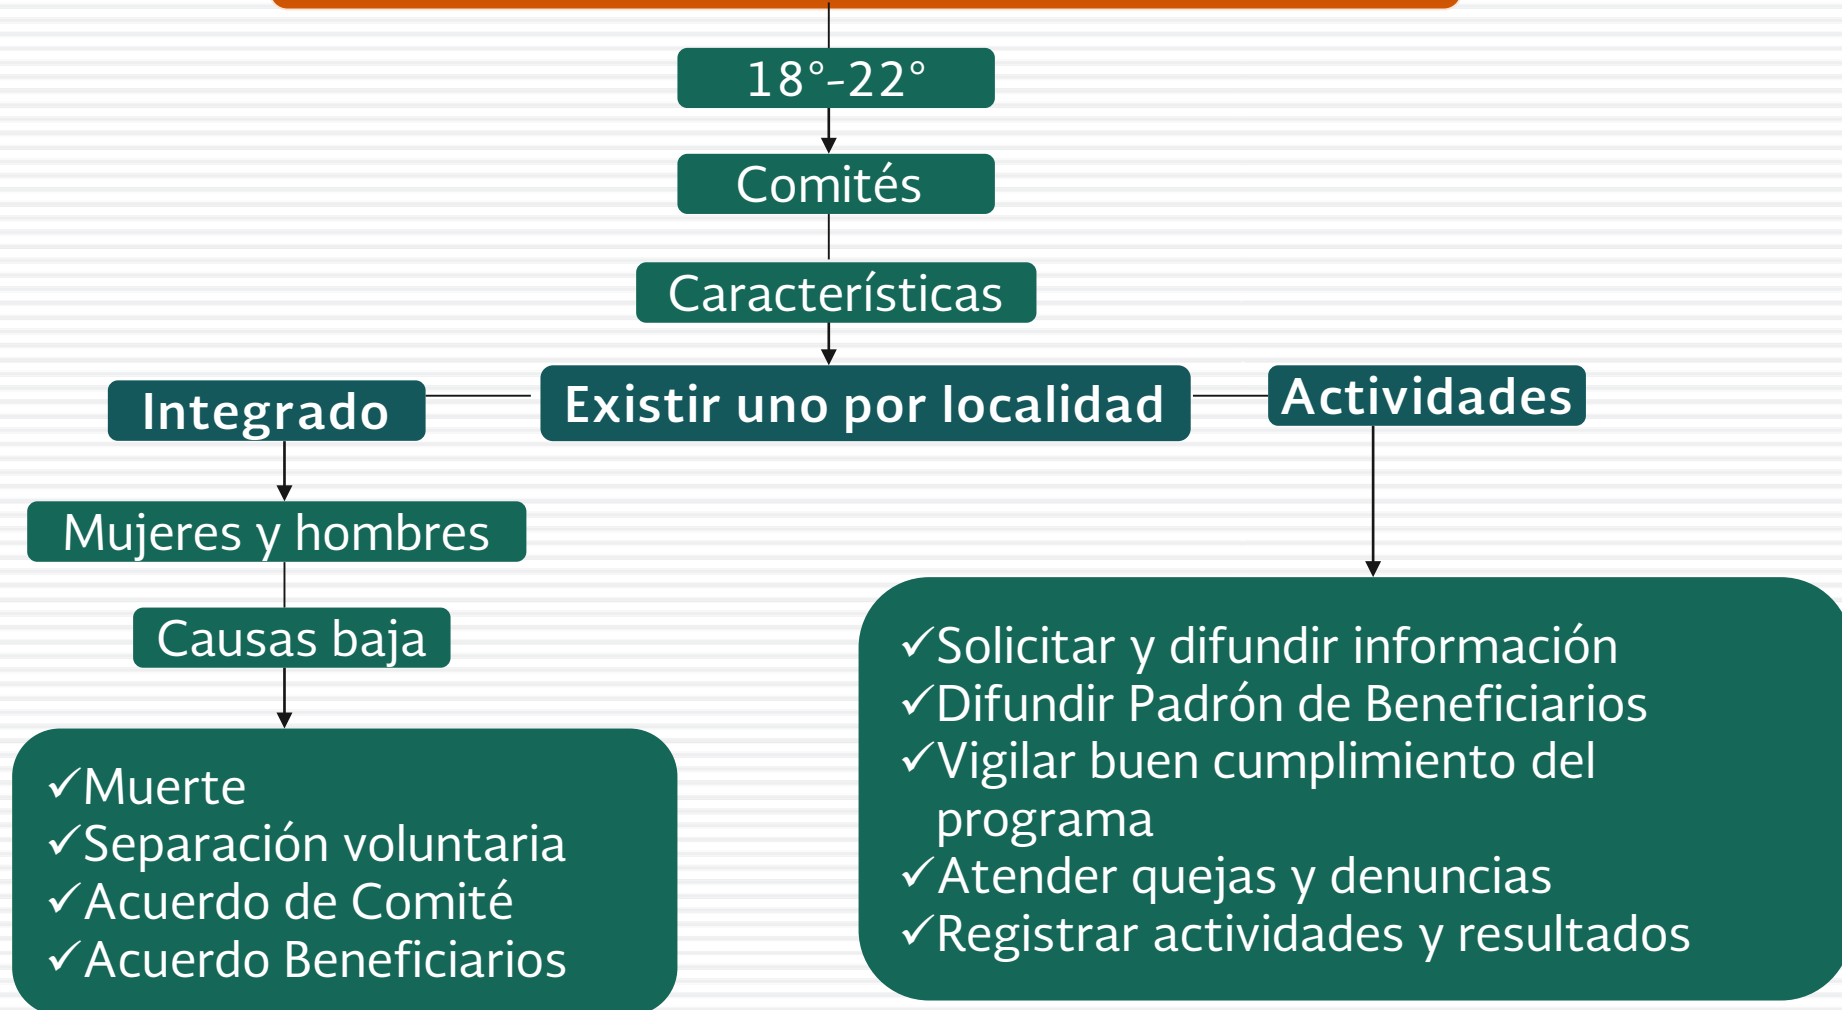 18°-22°
Comités
Características
Integrado
Existir uno por localidad
Actividades
Mujeres y hombres
Causas baja
✓Muerte
✓Separación voluntaria
✓Acuerdo de Comité
✓Acuerdo Beneficiarios
✓Solicitar y difundir información
✓Difundir Padrón de Beneficiarios
✓Vigilar buen cumplimiento del
programa
✓Atender quejas y denuncias
✓Registrar actividades y resultados